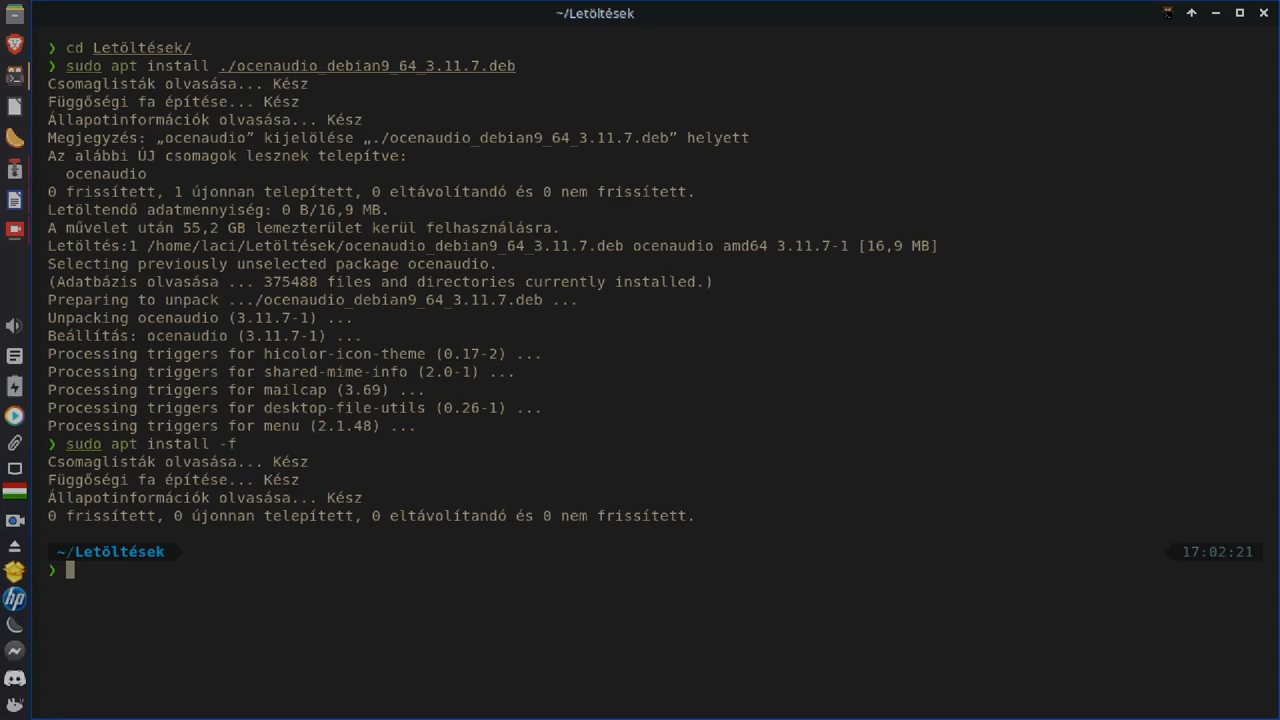 ~/Letöltések
❯ cd Letöltések/
❯ sudo apt install ./ocenaudio_debian9_64_3.11.7.deb
Csomaglisták olvasása... Kész
Függőségi fa építése... Kész
Állapotinformációk olvasása... Kész
Megjegyzés: „ocenaudio” kijelölése „./ocenaudio_debian9_64_3.11.7.deb” helyett
Az alábbi ÚJ csomagok lesznek telepítve:
  ocenaudio
0 frissített, 1 újonnan telepített, 0 eltávolítandó és 0 nem frissített.
Letöltendő adatmennyiség: 0 B/16,9 MB.
A művelet után 55,2 GB lemezterület kerül felhasználásra.
Letöltés:1 /home/laci/Letöltések/ocenaudio_debian9_64_3.11.7.deb ocenaudio amd64 3.11.7-1 [16,9 MB]
Selecting previously unselected package ocenaudio.
(Adatbázis olvasása ... 375488 files and directories currently installed.)
Preparing to unpack .../ocenaudio_debian9_64_3.11.7.deb ...
Unpacking ocenaudio (3.11.7-1) ...
Beállítás: ocenaudio (3.11.7-1) ...
Processing triggers for hicolor-icon-theme (0.17-2) ...
Processing triggers for shared-mime-info (2.0-1) ...
Processing triggers for mailcap (3.69) ...
Processing triggers for desktop-file-utils (0.26-1) ...
Processing triggers for menu (2.1.48) ...
❯ sudo apt install -f
Csomaglisták olvasása... Kész
Függőségi fa építése... Kész
Állapotinformációk olvasása... Kész
0 frissített, 0 újonnan telepített, 0 eltávolítandó és 0 nem frissített.
~/Letöltések 17:02:21
❯
hp